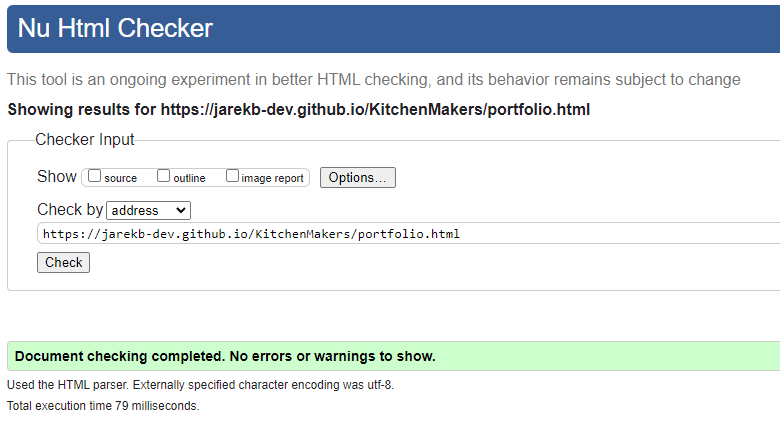 Nu Html Checker
This tool is an ongoing experiment in better HTML checking, and its behavior remains subject to change
Showing results for https://jarekb-dev.github.io/KitchenMakers/portfolio.html
Checker Input
Show source outline image report Options...
Check by address
https://jarekb-dev.github.io/KitchenMakers/portfolio.html
Check
Document checking completed. No errors or warnings to show.
Used the HTML parser. Externally specified character encoding was utf-8.
Total execution time 79 milliseconds.